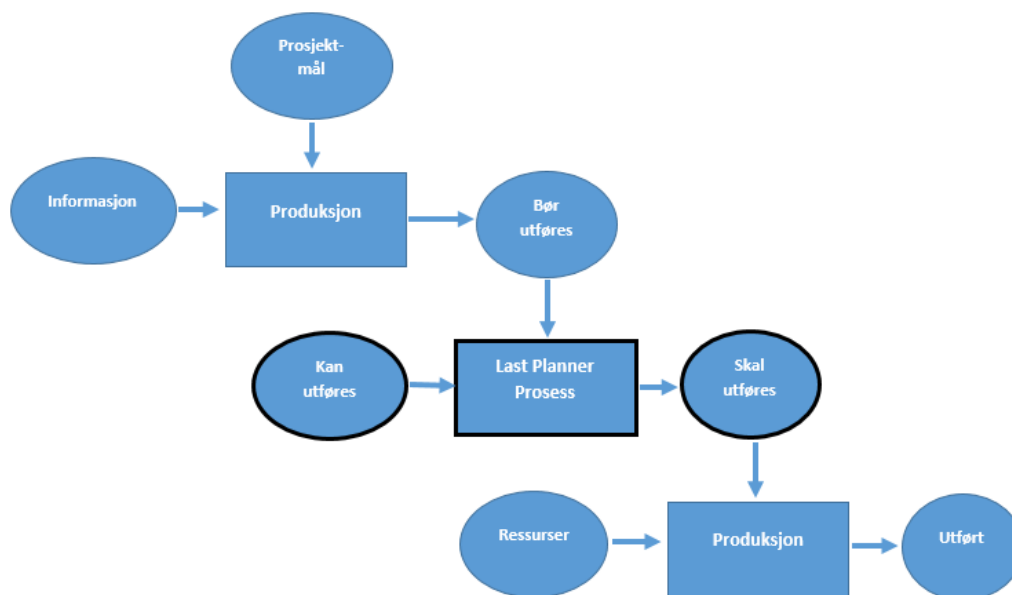 Prosjekt-
mål
Informasjon
Produksjon
Bør
utføres
Kan
utføres
Last Planner
Prosess
Skal
utføres
Ressurser
Produksjon
Utført